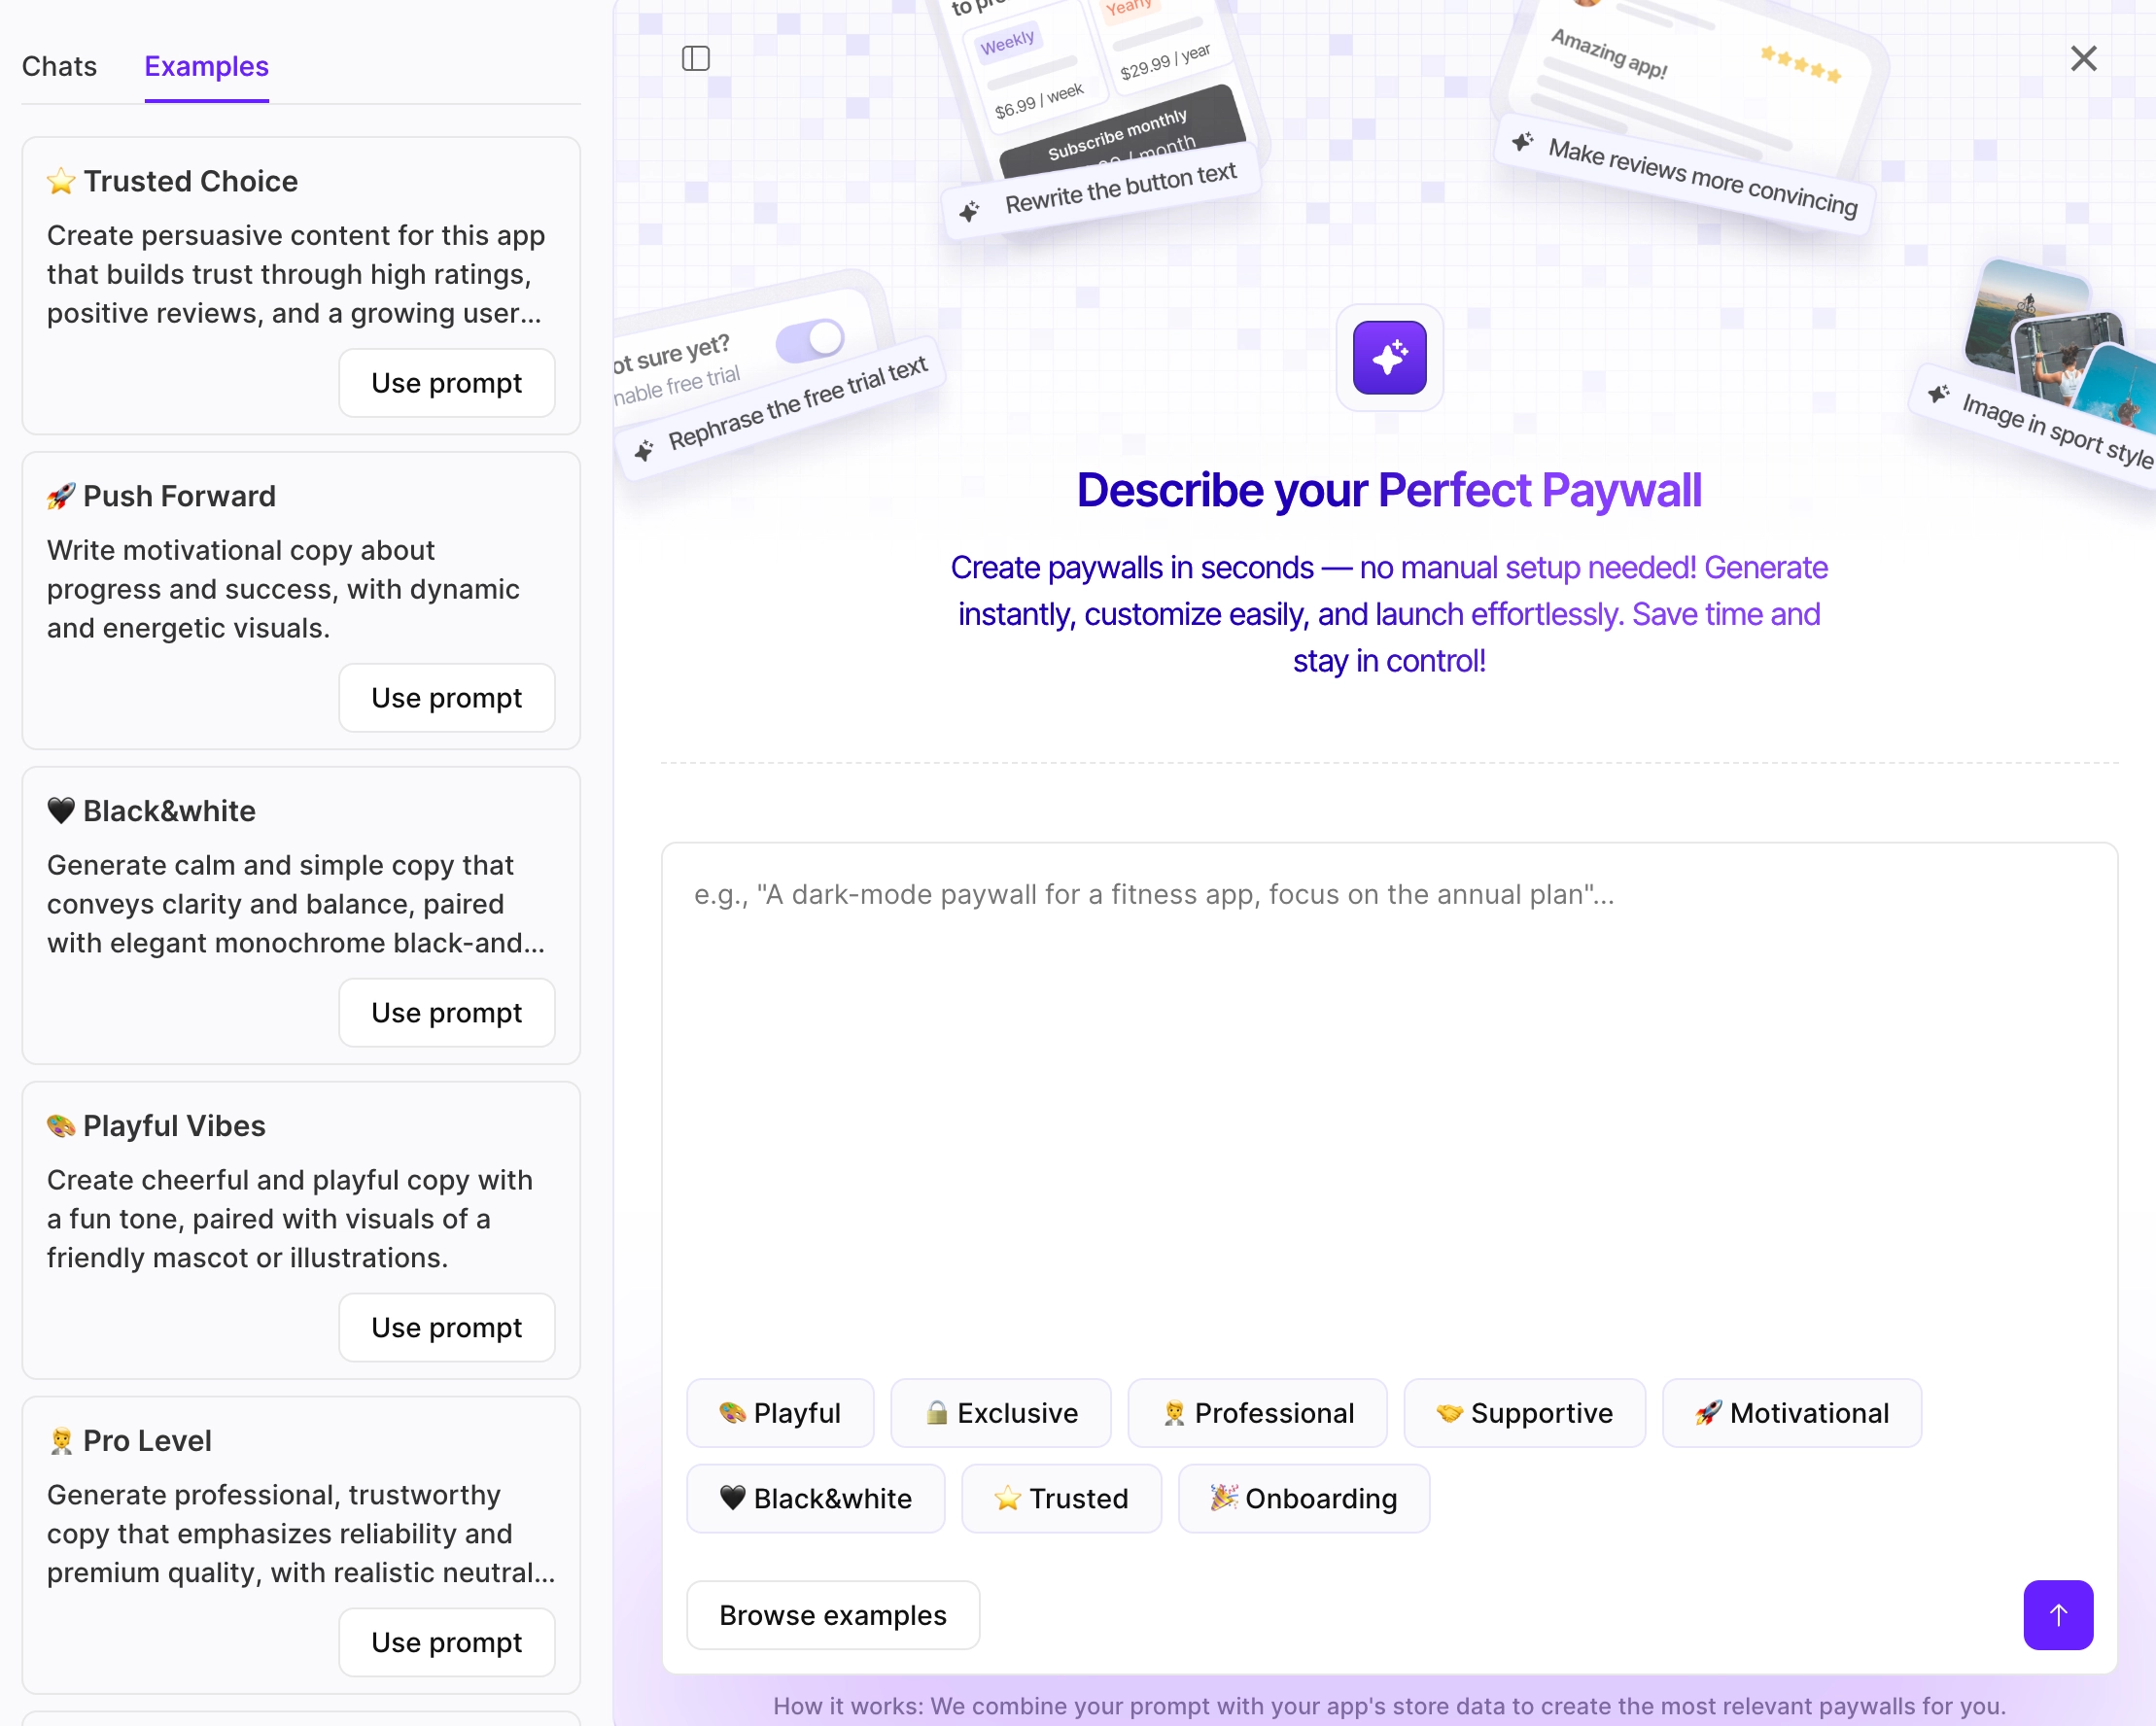 Chats
Examples
⭐ Trusted Choice
Create persuasive content for this app
that builds trust through high ratings,
positive reviews, and a growing user...
Use prompt
🚀 Push Forward
Write motivational copy about
progress and success, with dynamic
and energetic visuals.
Use prompt
🖤 Black&white
Generate calm and simple copy that
conveys clarity and balance, paired
with elegant monochrome black-and...
Use prompt
🎨 Playful Vibes
Create cheerful and playful copy with
a fun tone, paired with visuals of a
friendly mascot or illustrations.
Use prompt
🧑‍💼 Pro Level
Generate professional, trustworthy
copy that emphasizes reliability and
premium quality, with realistic neutral...
Use prompt
Weekly
$6.99 / week
Yearly
$29.99 / year
Subscribe monthly
/ month
Rewrite the button text
Amazing app!
Make reviews more convincing
sure yet?
free trial
Rephrase the free trial text
Image in sport style
Describe your Perfect Paywall
Create paywalls in seconds — no manual setup needed! Generate
instantly, customize easily, and launch effortlessly. Save time and
stay in control!
e.g., "A dark-mode paywall for a fitness app, focus on the annual plan"...
🎨 Playful
🔒 Exclusive
🧑‍💼 Professional
🤝 Supportive
🚀 Motivational
🖤 Black&white
⭐ Trusted
🎉 Onboarding
Browse examples
How it works: We combine your prompt with your app's store data to create the most relevant paywalls for you.